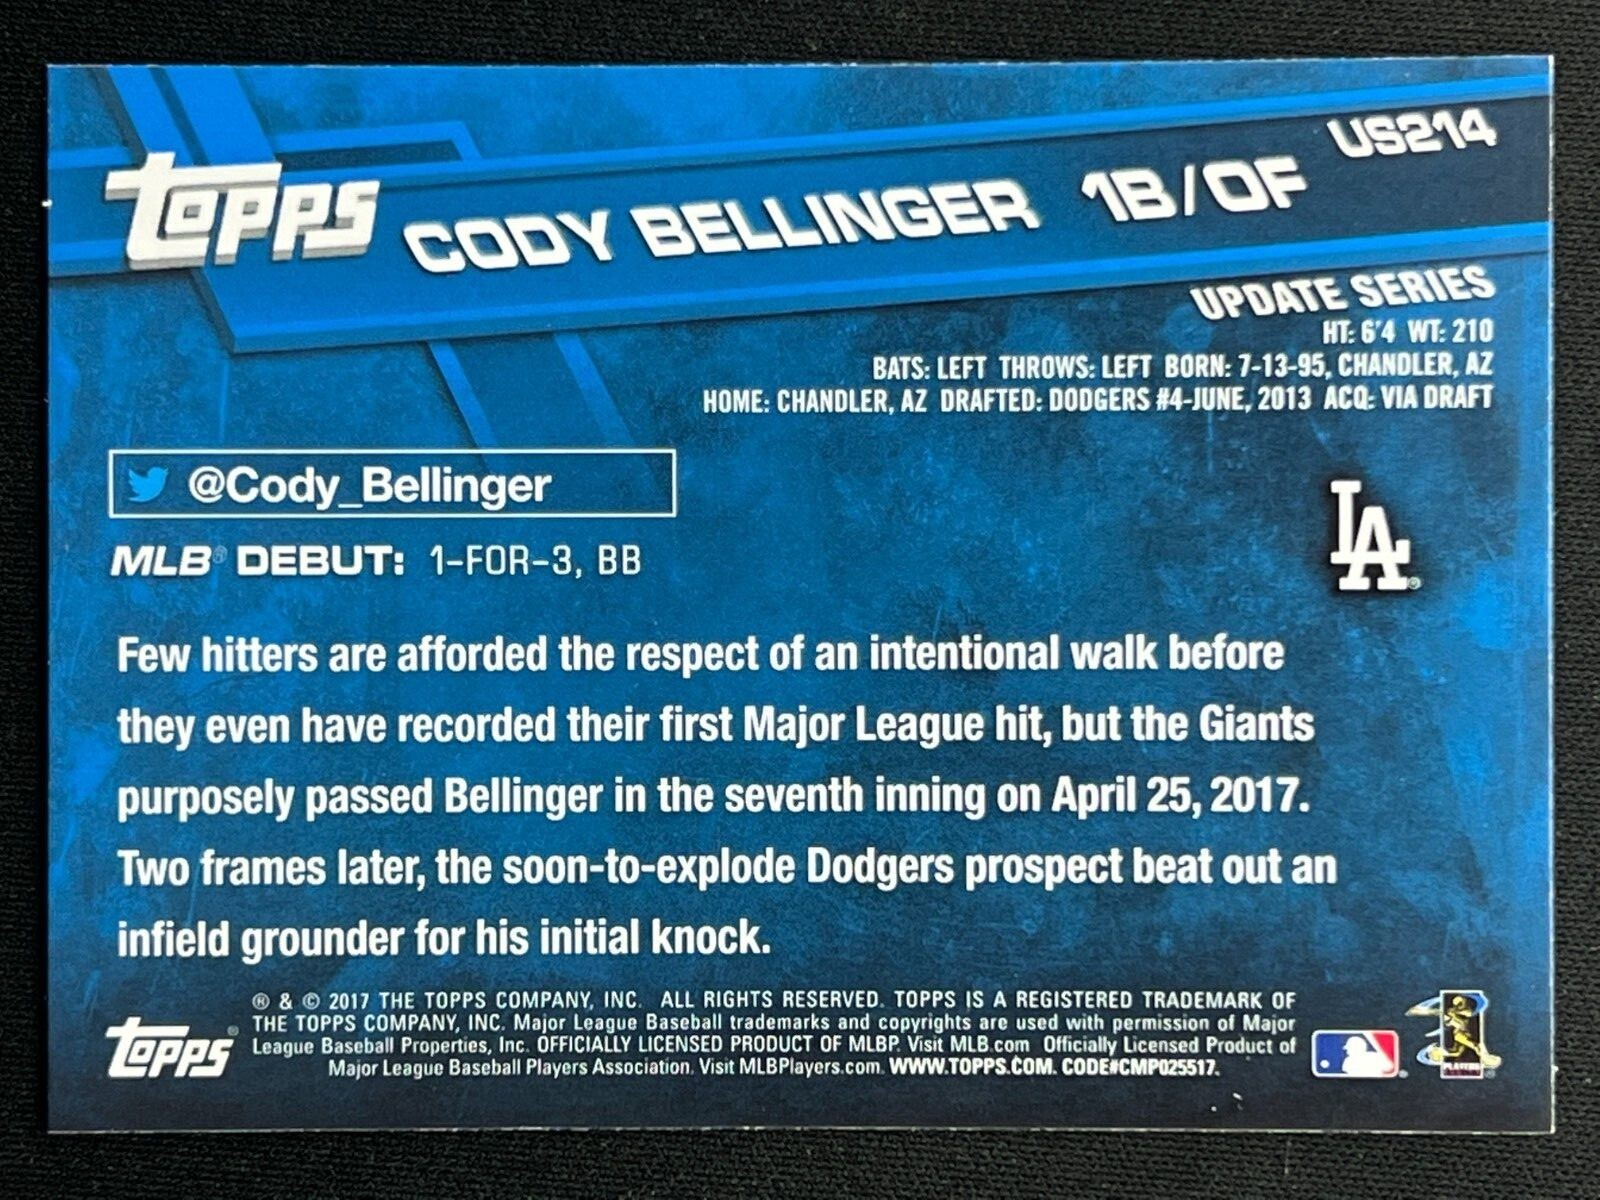 TOPPS CODY BELLINGER 1B/OF US214
UPDATE SERIES
HT: 6'4 WT: 210
BATS: LEFT THROWS: LEFT BORN: 7-13-95, CHANDLER, AZ
HOME: CHANDLER, AZ DRAFTED: DODGERS #4-JUNE, 2013 ACQ: VIA DRAFT
@Cody_Bellinger
LA®
MLB® DEBUT: 1-FOR-3, BB
Few hitters are afforded the respect of an intentional walk before
they even have recorded their first Major League hit, but the Giants
purposely passed Bellinger in the seventh inning on April 25, 2017.
Two frames later, the soon-to-explode Dodgers prospect beat out an
infield grounder for his initial knock.
® & © 2017 THE TOPPS COMPANY, INC. ALL RIGHTS RESERVED. TOPPS IS A REGISTERED TRADEMARK OF
THE TOPPS COMPANY, INC. Major League Baseball trademarks and copyrights are used with permission of Major
League Baseball Properties, Inc. OFFICIALLY LICENSED PRODUCT OF MLBP. Visit MLB.com Officially Licensed Product of
Major League Baseball Players Association. Visit MLBPlayers.com. WWW.TOPPS.COM. CODE#CMP025517.
TOPPS®
PLAYERS